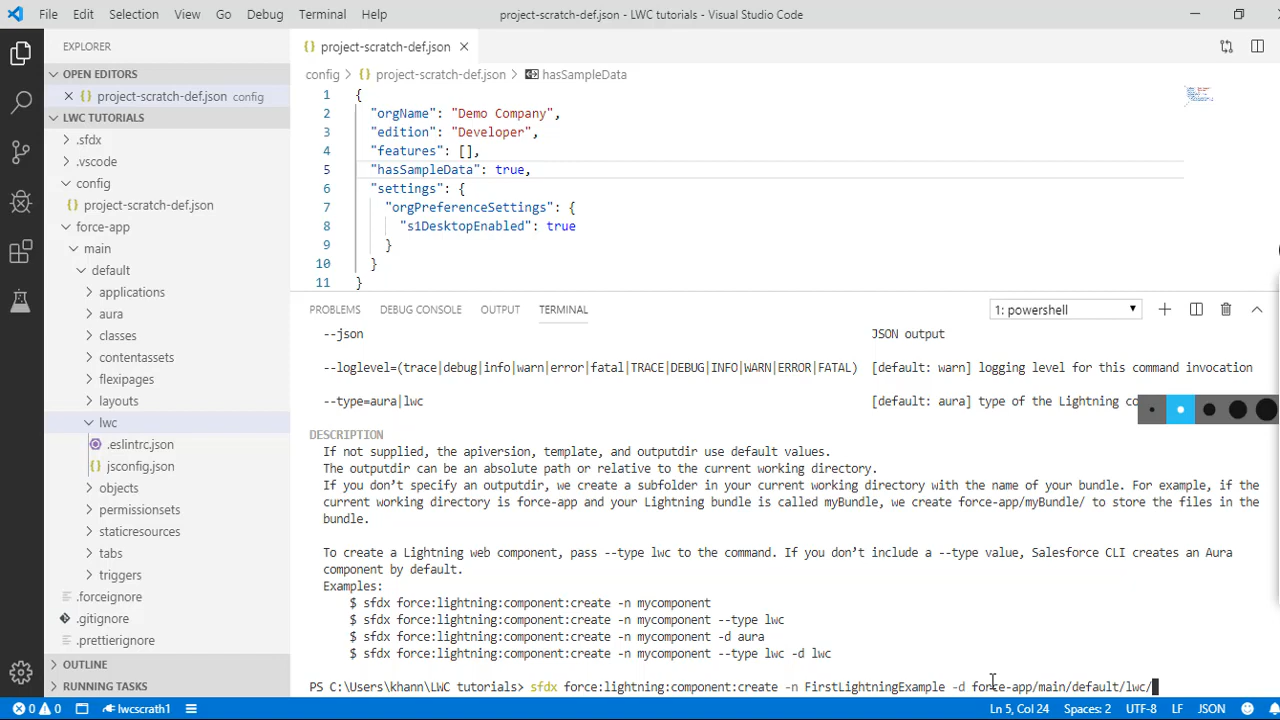 File Edit Selection View Go Debug Terminal Help project-scratch-def.json - LWC tutorials - Visual Studio Code
EXPLORER
OPEN EDITORS
project-scratch-def.json config
LWC TUTORIALS
.sfdx
.vscode
config
project-scratch-def.json
force-app
main
default
applications
aura
classes
contentassets
flexipages
layouts
lwc
.eslintrc.json
jsconfig.json
objects
permissionsets
staticresources
tabs
triggers
.forceignore
.gitignore
.prettierignore
OUTLINE
RUNNING TASKS
project-scratch-def.json
config > project-scratch-def.json > hasSampleData
1 {
2 "orgName": "Demo Company",
3 "edition": "Developer",
4 "features": [],
5 "hasSampleData": true,
6 "settings": {
7 "orgPreferenceSettings": {
8 "s1DesktopEnabled": true
9 }
10 }
11 }
PROBLEMS DEBUG CONSOLE OUTPUT TERMINAL 1: powershell
--json JSON output
--loglevel=(trace|debug|info|warn|error|fatal|TRACE|DEBUG|INFO|WARN|ERROR|FATAL) [default: warn] logging level for this command invocation
--type=aura|lwc [default: aura] type of the Lightning
DESCRIPTION
If not supplied, the apiversion, template, and outputdir use default values.
The outputdir can be an absolute path or relative to the current working directory.
If you don’t specify an outputdir, we create a subfolder in your current working directory with the name of your bundle. For example, if the
current working directory is force-app and your Lightning bundle is called myBundle, we create force-app/myBundle/ to store the files in the
bundle.
To create a Lightning web component, pass --type lwc to the command. If you don’t include a --type value, Salesforce CLI creates an Aura
component by default.
Examples:
$ sfdx force:lightning:component:create -n mycomponent
$ sfdx force:lightning:component:create -n mycomponent --type lwc
$ sfdx force:lightning:component:create -n mycomponent -d aura
$ sfdx force:lightning:component:create -n mycomponent --type lwc -d lwc
PS C:\Users\khann\LWC tutorials> sfdx force:lightning:component:create -n FirstLightningExample -d force-app/main/default/lwc/
0 0 lwcscrath1 Ln 5, Col 24 Spaces: 2 UTF-8 LF JSON